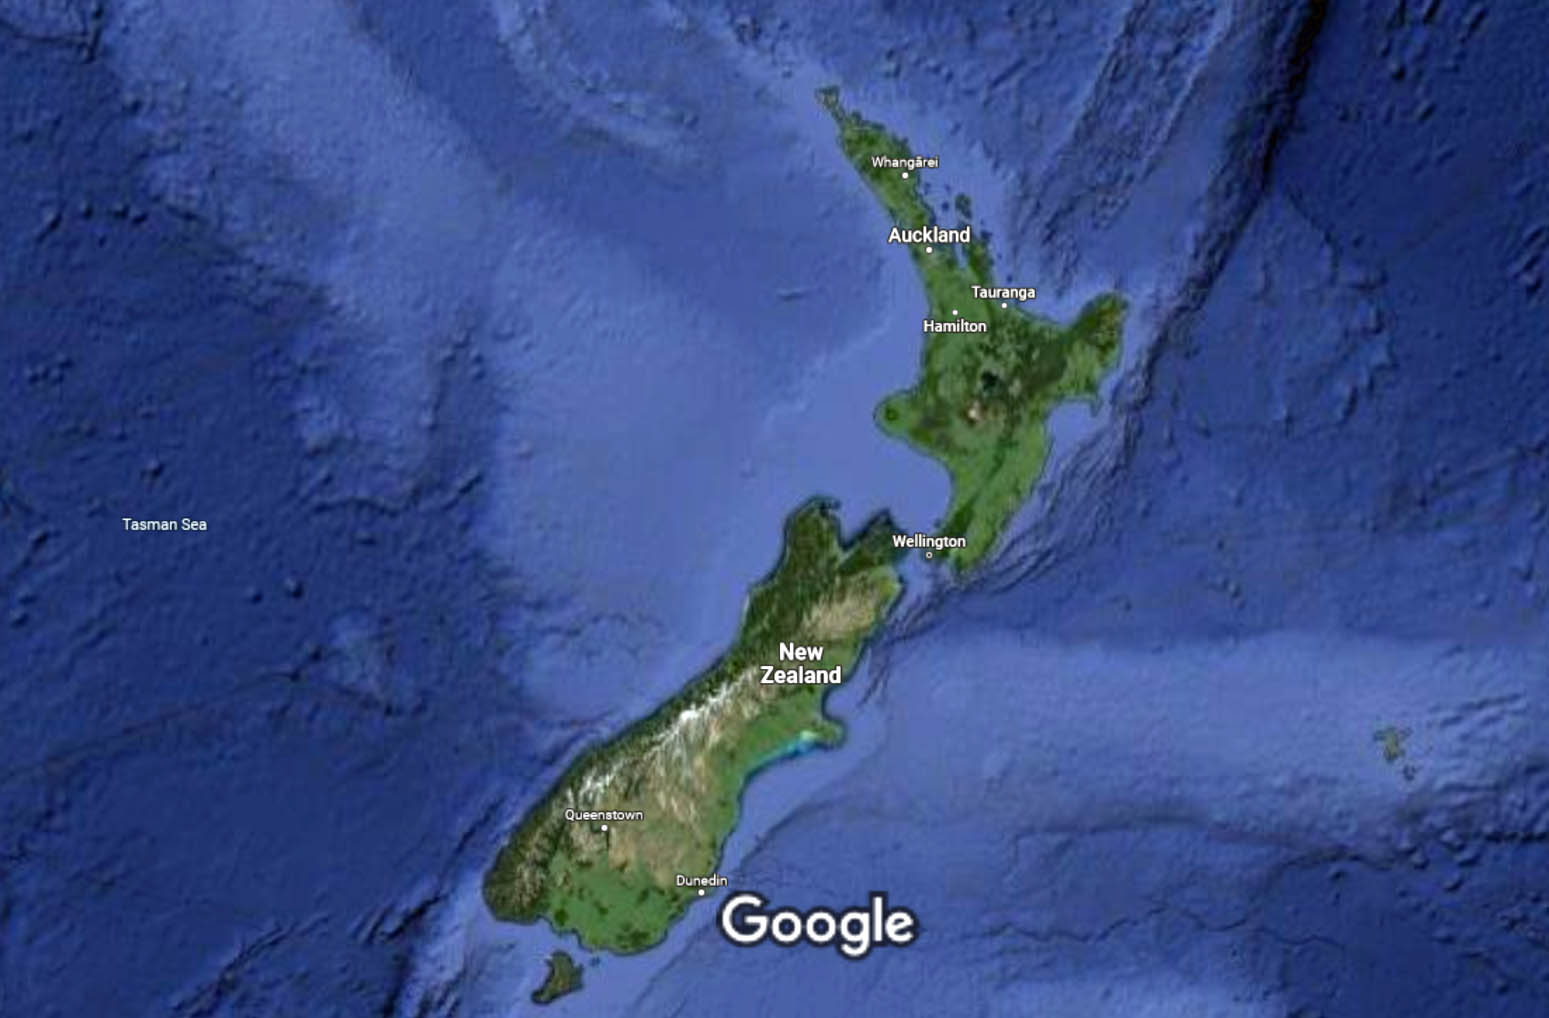 Whangārei
Auckland
Tauranga
Hamilton
Tasman Sea
Wellington
New
Zealand
Queenstown
Dunedin
Google